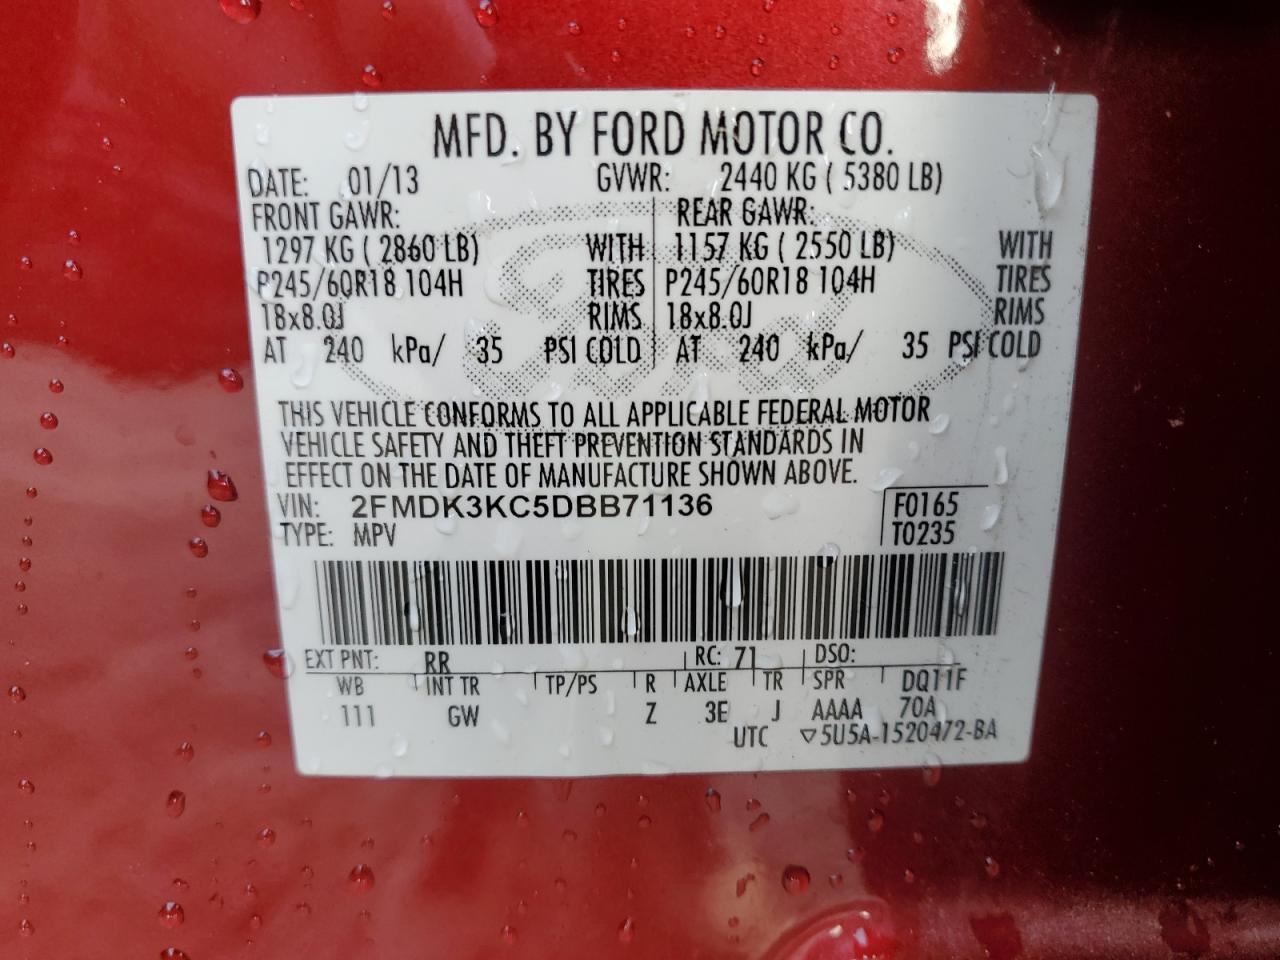 MFD. BY FORD MOTOR CO.
DATE: 01/13 GVWR: 2440 KG ( 5380 LB)
FRONT GAWR: REAR GAWR:
1297 KG ( 2860 LB) WITH 1157 KG ( 2550 LB) WITH
P245/60R18 104H TIRES P245/60R18 104H TIRES
18x8.0J RIMS 18x8.0J RIMS
AT 240 kPa/ 35 PSI COLD AT 240 kPa/ 35 PSI COLD
THIS VEHICLE CONFORMS TO ALL APPLICABLE FEDERAL MOTOR
VEHICLE SAFETY AND THEFT PREVENTION STANDARDS IN
EFFECT ON THE DATE OF MANUFACTURE SHOWN ABOVE.
VIN: 2FMDK3KC5DBB71136 F0165
TYPE: MPV T0235
EXT PNT: RR RC: 71 DSO:
WB INT TR TP/PS R AXLE TR SPR DQ11F
111 GW Z 3E J AAAA 70A
UTC ▽5U5A-1520472-BA
Ford